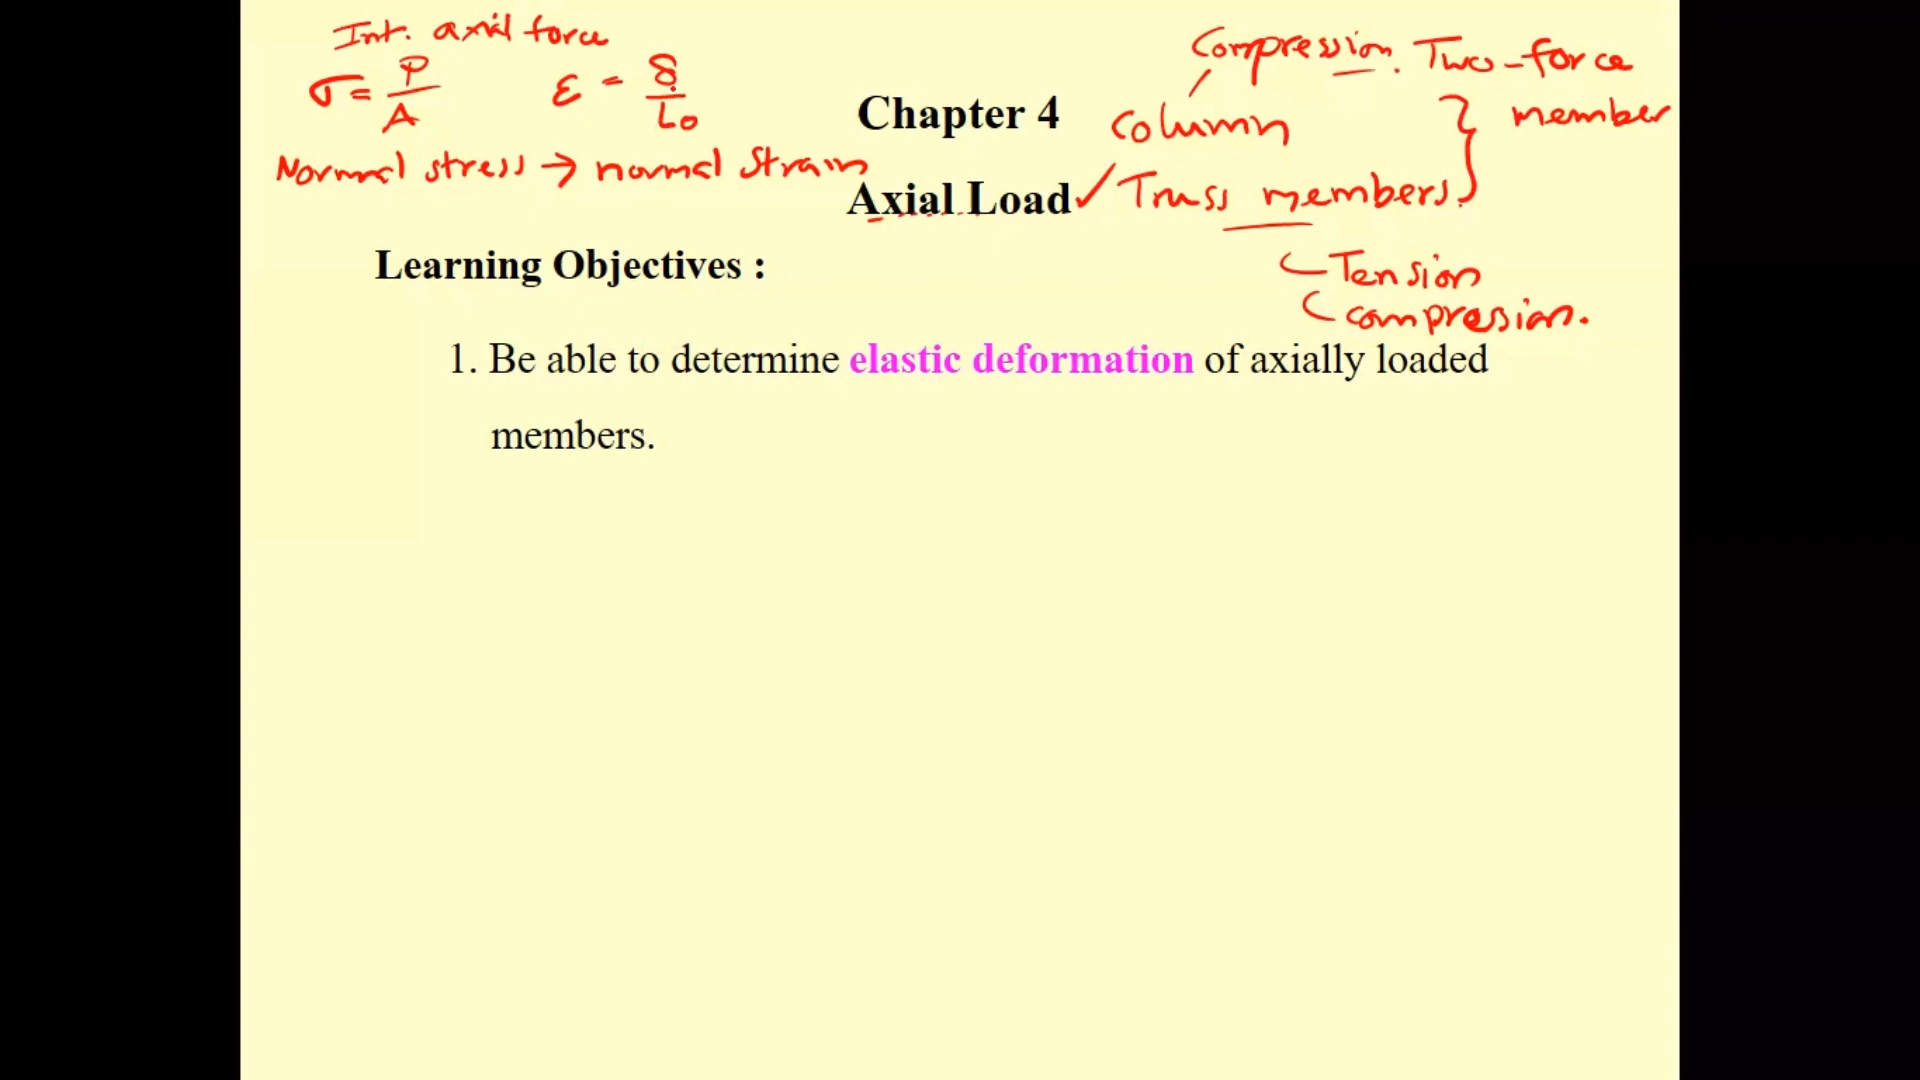 Int. axial force
σ = P/A
ε = δ/L₀
Normal stress → normal strain
Compression.
Two-force member
column
Truss members.
Tension
compression.
Chapter 4
Axial Load
Learning Objectives :
1. Be able to determine elastic deformation of axially loaded
members.